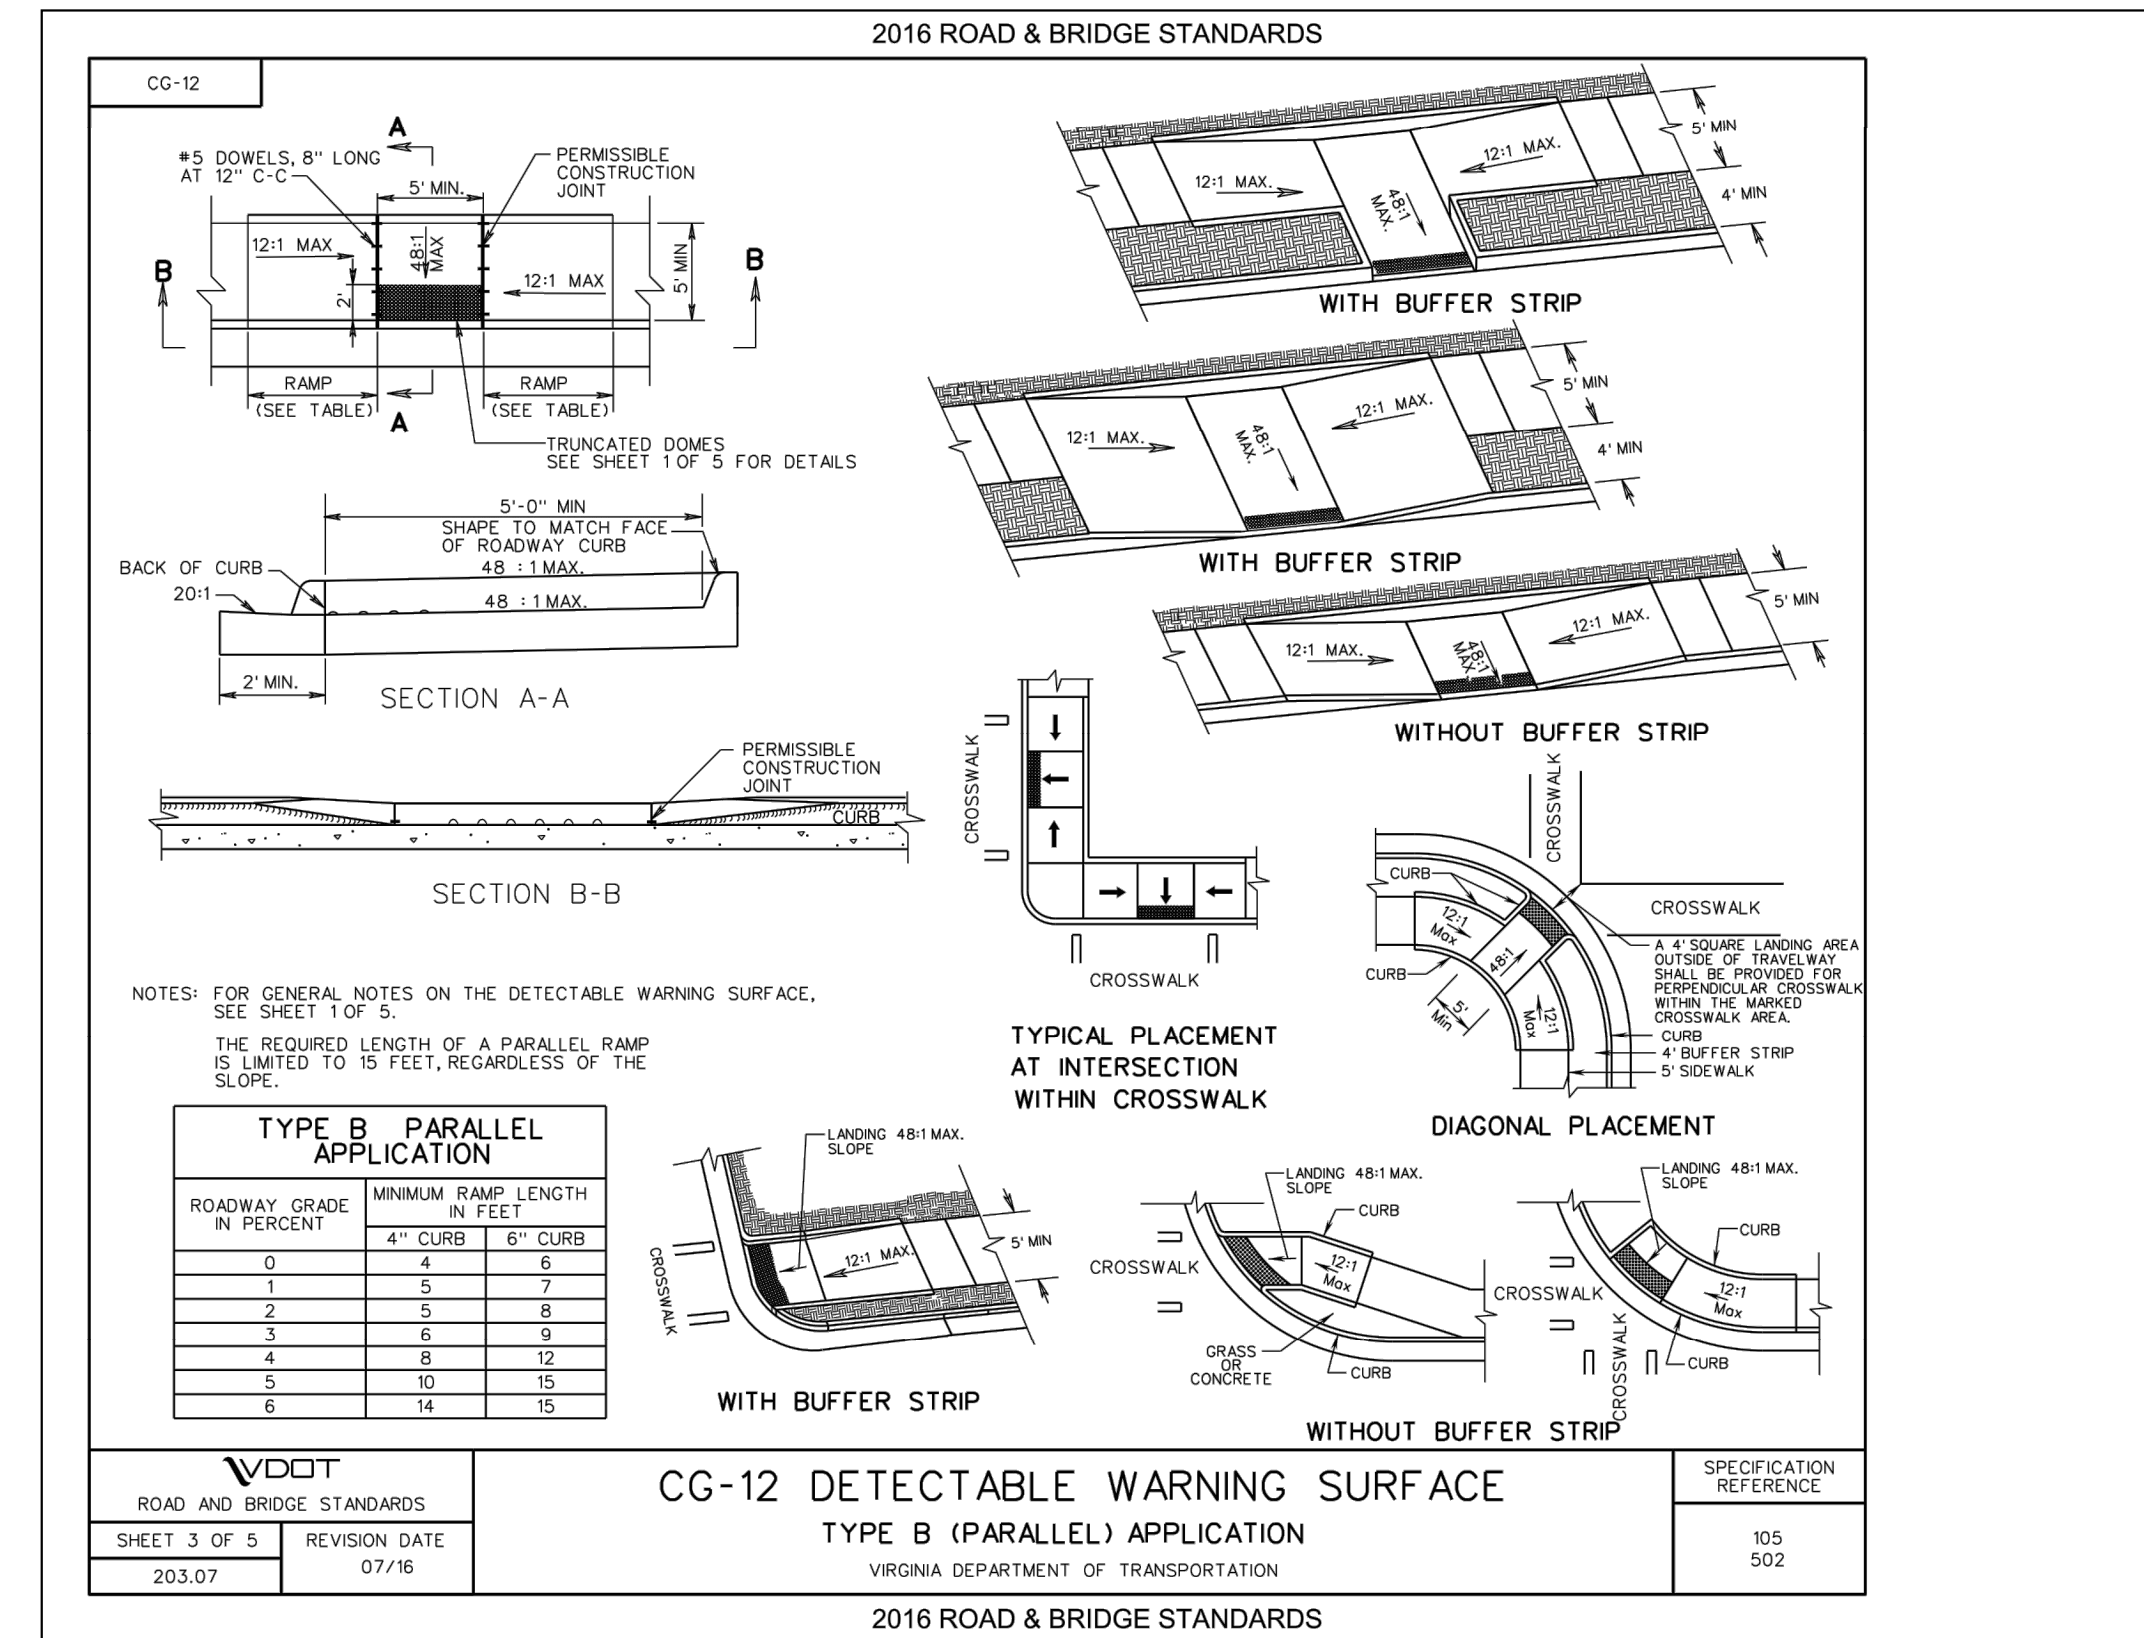 2016 ROAD & BRIDGE STANDARDS
CG-12
A
#5 DOWELS, 8" LONG
AT 12" C-C
5' MIN.
PERMISSIBLE
CONSTRUCTION
JOINT
12:1 MAX
48:1
MAX
5' MIN
B
B
2'
12:1 MAX
RAMP
(SEE TABLE)
RAMP
(SEE TABLE)
A
TRUNCATED DOMES
SEE SHEET 1 OF 5 FOR DETAILS
5'-0" MIN
SHAPE TO MATCH FACE
OF ROADWAY CURB
48 : 1 MAX.
BACK OF CURB
20:1
48 : 1 MAX.
2' MIN.
SECTION A-A
PERMISSIBLE
CONSTRUCTION
JOINT
CURB
SECTION B-B
12:1 MAX.
12:1 MAX.
48:1
MAX.
5' MIN
4' MIN
WITH BUFFER STRIP
12:1 MAX.
12:1 MAX.
48:1
MAX.
5' MIN
4' MIN
WITH BUFFER STRIP
12:1 MAX.
12:1 MAX.
48:1
MAX.
5' MIN
WITHOUT BUFFER STRIP
CROSSWALK
CROSSWALK
TYPICAL PLACEMENT
AT INTERSECTION
WITHIN CROSSWALK
CROSSWALK
CROSSWALK
CURB
12:1
Max
48:1
CURB
5'
Min
12:1
Max
A 4' SQUARE LANDING AREA
OUTSIDE OF TRAVELWAY
SHALL BE PROVIDED FOR
PERPENDICULAR CROSSWALK
WITHIN THE MARKED
CROSSWALK AREA.
CURB
4' BUFFER STRIP
5' SIDEWALK
DIAGONAL PLACEMENT
NOTES: FOR GENERAL NOTES ON THE DETECTABLE WARNING SURFACE,
SEE SHEET 1 OF 5.
THE REQUIRED LENGTH OF A PARALLEL RAMP
IS LIMITED TO 15 FEET, REGARDLESS OF THE
SLOPE.
TYPE B PARALLEL
APPLICATION
ROADWAY GRADE
IN PERCENT
MINIMUM RAMP LENGTH
IN FEET
4" CURB 6" CURB
0 4 6
1 5 7
2 5 8
3 6 9
4 8 12
5 10 15
6 14 15
LANDING 48:1 MAX.
SLOPE
12:1 MAX.
5' MIN
CROSSWALK
WITH BUFFER STRIP
LANDING 48:1 MAX.
SLOPE
CURB
CROSSWALK
12:1
Max
GRASS
OR
CONCRETE
CURB
LANDING 48:1 MAX.
SLOPE
CURB
CROSSWALK
12:1
Max
CROSSWALK
CURB
WITHOUT BUFFER STRIP
VDOT
ROAD AND BRIDGE STANDARDS
SHEET 3 OF 5
REVISION DATE
07/16
203.07
CG-12 DETECTABLE WARNING SURFACE
TYPE B (PARALLEL) APPLICATION
VIRGINIA DEPARTMENT OF TRANSPORTATION
SPECIFICATION
REFERENCE
105
502
2016 ROAD & BRIDGE STANDARDS